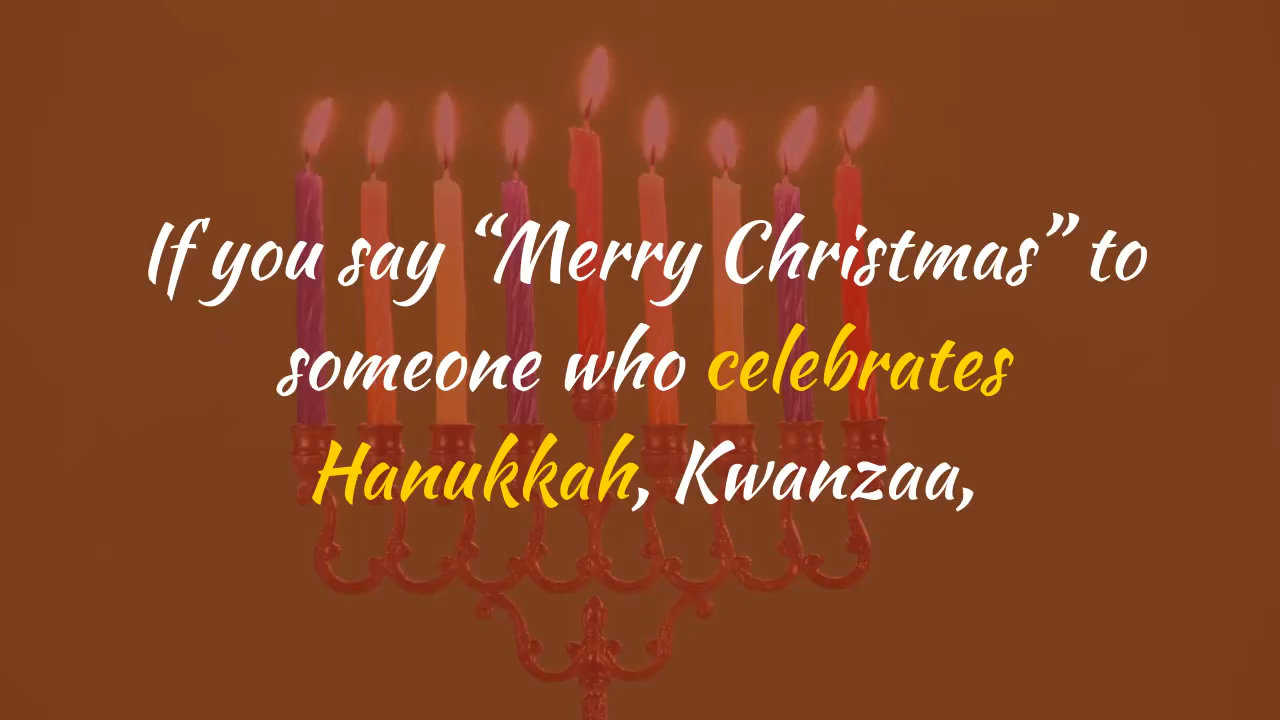 If you say “Merry Christmas” to
someone who celebrates
Hanukkah, Kwanzaa,